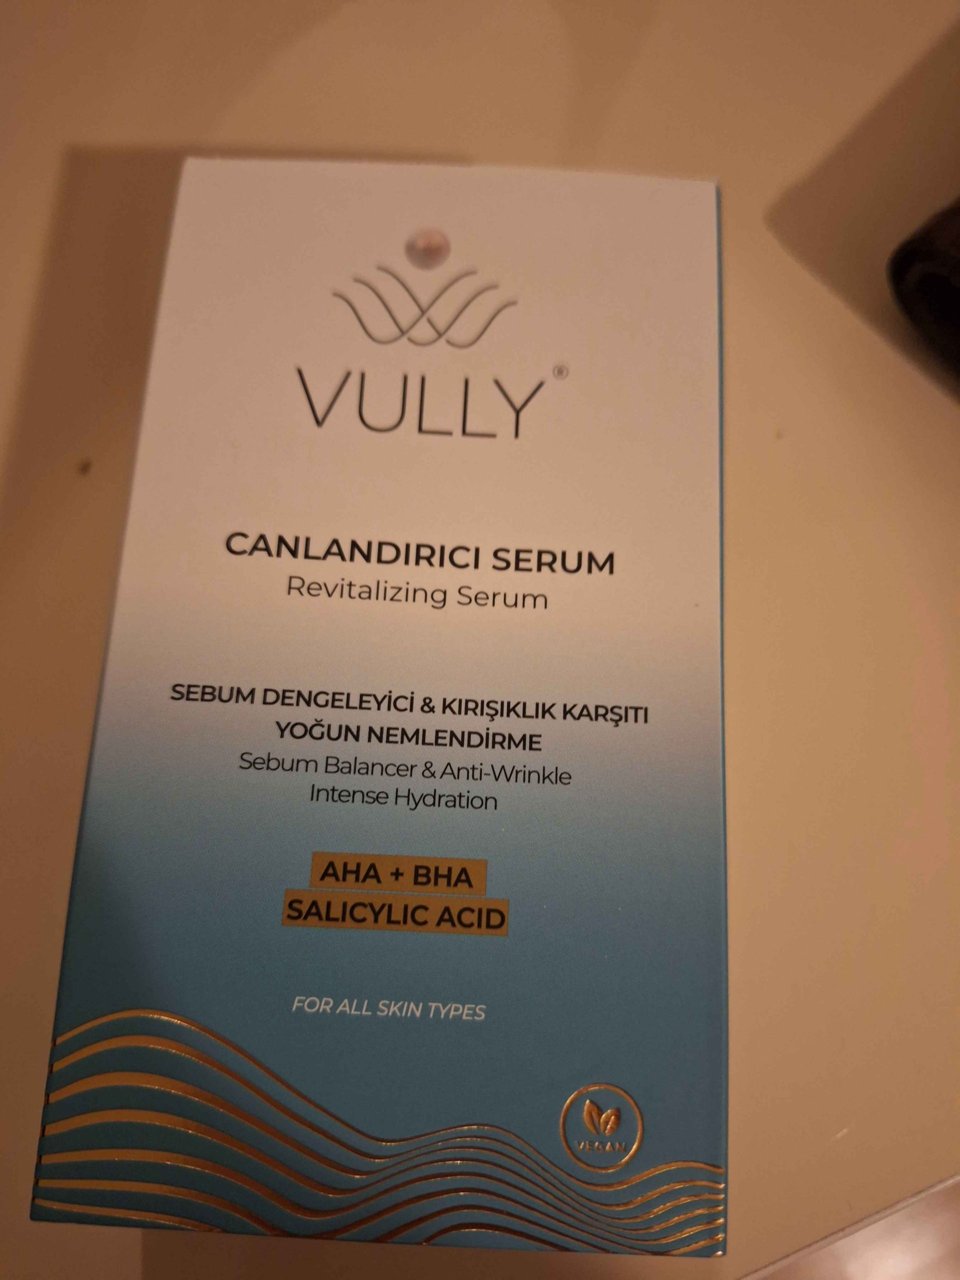 VULLY®
CANLANDIRICI SERUM
Revitalizing Serum
SEBUM DENGELEYİCİ & KIRIŞIKLIK KARŞITI
YOĞUN NEMLENDİRME
Sebum Balancer & Anti-Wrinkle
Intense Hydration
AHA + BHA
SALICYLIC ACID
FOR ALL SKIN TYPES
VEGAN